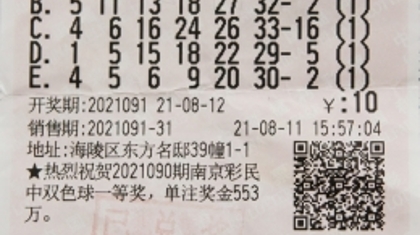 B. 5 11 13 18 27 32- 2 (1)
C. 4 6 16 24 26 33-16 (1)
D. 1 5 15 18 22 29- 5 (1)
E. 4 5 6 9 20 30- 2 (1)
开奖期:2021091 21-08-12 ¥:10
销售期:2021091-31 21-08-11 15:57:04
地址:海陵区东方名邸39幢1-1
★热烈祝贺2021090期南京彩民
中双色球一等奖，单注奖金553
万。